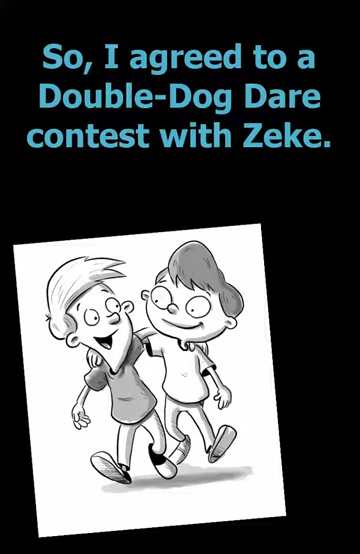 So, I agreed to a
Double-Dog Dare
contest with Zeke.